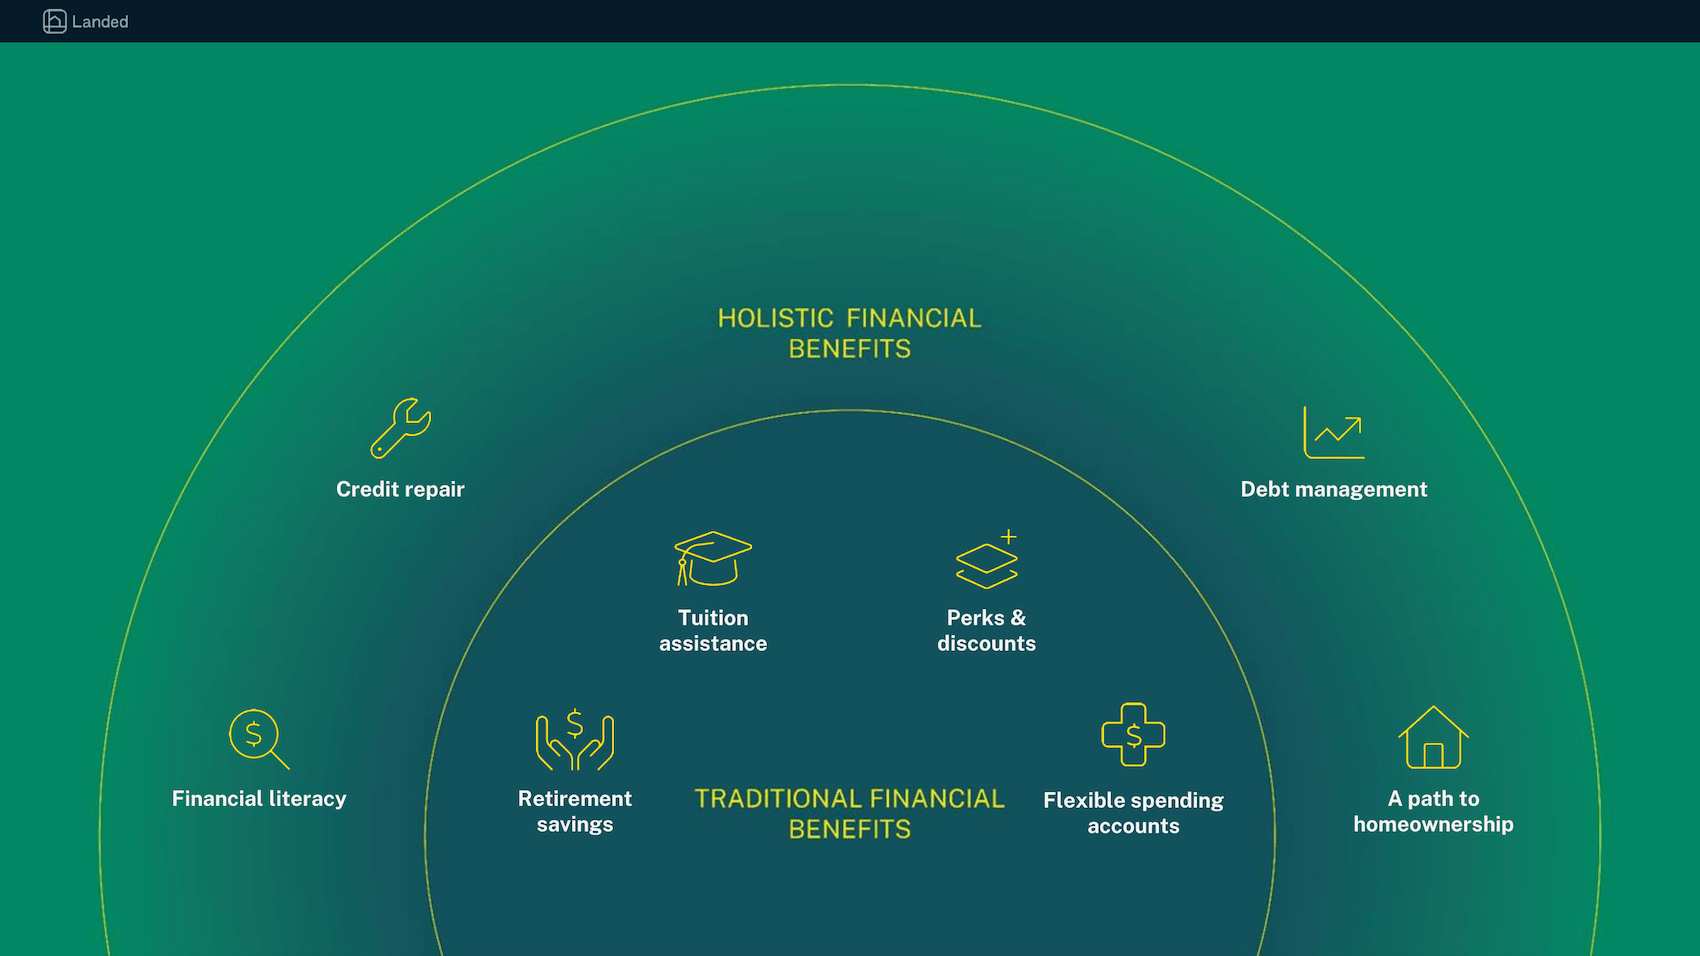 Landed
HOLISTIC FINANCIAL
BENEFITS
Credit repair
Debt management
Tuition
assistance
Perks &
discounts
Financial literacy
Retirement
savings
TRADITIONAL FINANCIAL
BENEFITS
Flexible spending
accounts
A path to
homeownership